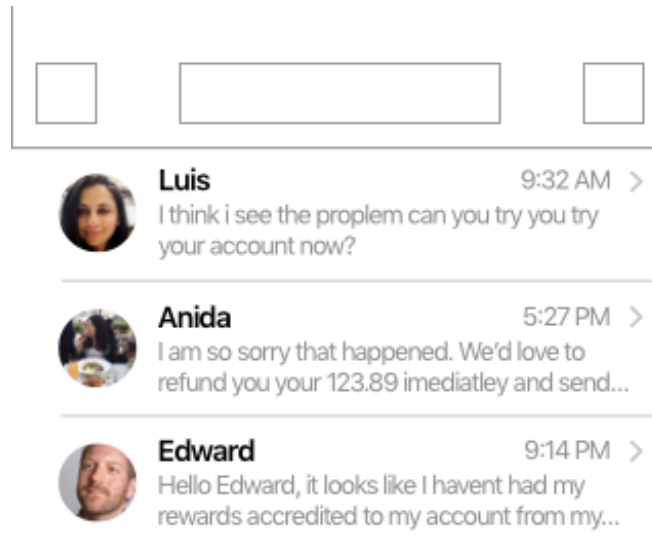 Luis
9:32 AM
I think i see the proplem can you try you try
your account now?
Anida
5:27 PM
I am so sorry that happened. We'd love to
refund you your 123.89 imediatley and send...
Edward
9:14 PM
Hello Edward, it looks like I havent had my
rewards accredited to my account from my...